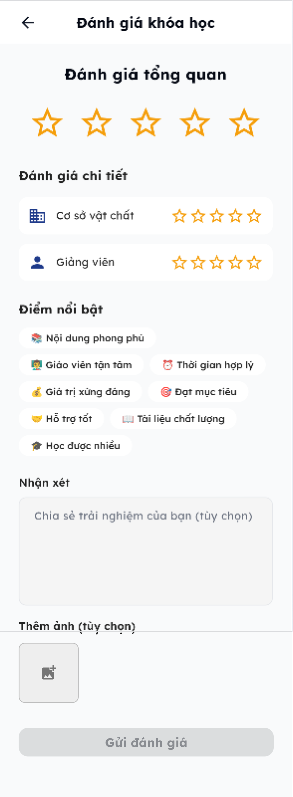 Đánh giá khóa học
Đánh giá tổng quan
Đánh giá chi tiết
Cơ sở vật chất
Giảng viên
Điểm nổi bật
Nội dung phong phú
Giáo viên tận tâm
Thời gian hợp lý
Giá trị xứng đáng
Đạt mục tiêu
Hỗ trợ tốt
Tài liệu chất lượng
Học được nhiều
Nhận xét
Chia sẻ trải nghiệm của bạn (tùy chọn)
Thêm ảnh (tùy chọn)
Gửi đánh giá